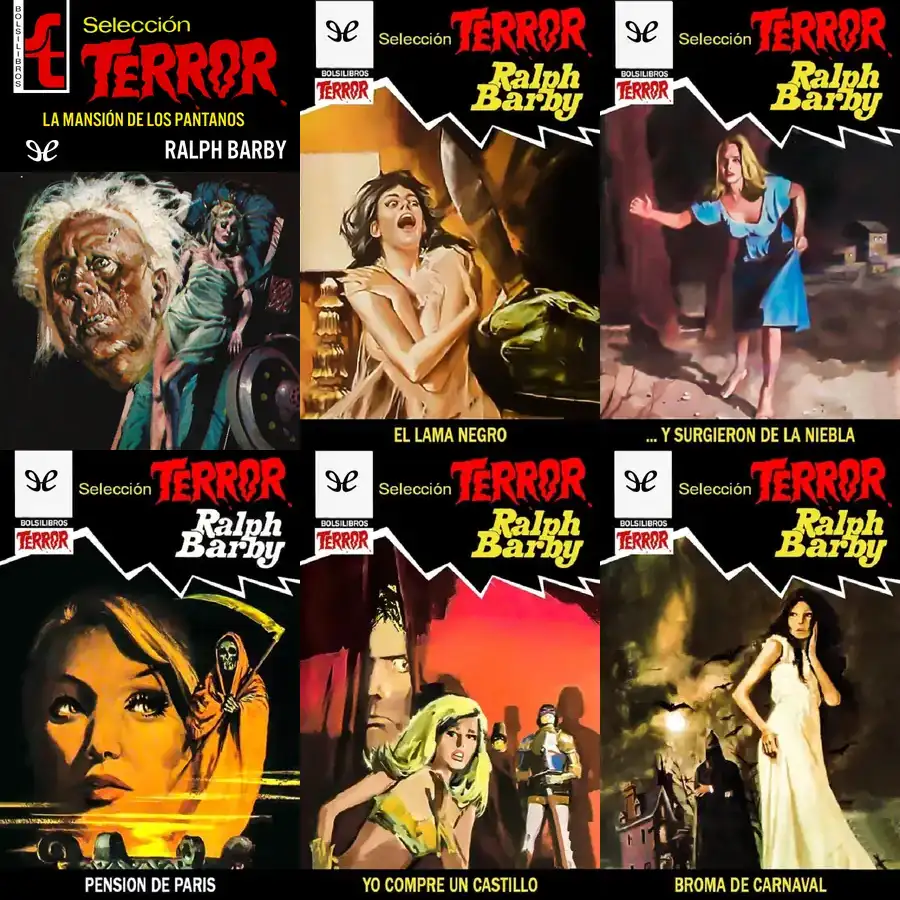 BOLSILIBROS
Selección
TERROR
LA MANSIÓN DE LOS PANTANOS
RALPH BARBY
Selección TERROR
BOLSILIBROS
TERROR
Ralph
Barby
EL LAMA NEGRO
Selección TERROR
BOLSILIBROS
TERROR
Ralph
Barby
... Y SURGIERON DE LA NIEBLA
Selección TERROR
BOLSILIBROS
TERROR
Ralph
Barby
PENSION DE PARIS
Selección TERROR
BOLSILIBROS
TERROR
Ralph
Barby
YO COMPRE UN CASTILLO
Selección TERROR
BOLSILIBROS
TERROR
Ralph
Barby
BROMA DE CARNAVAL